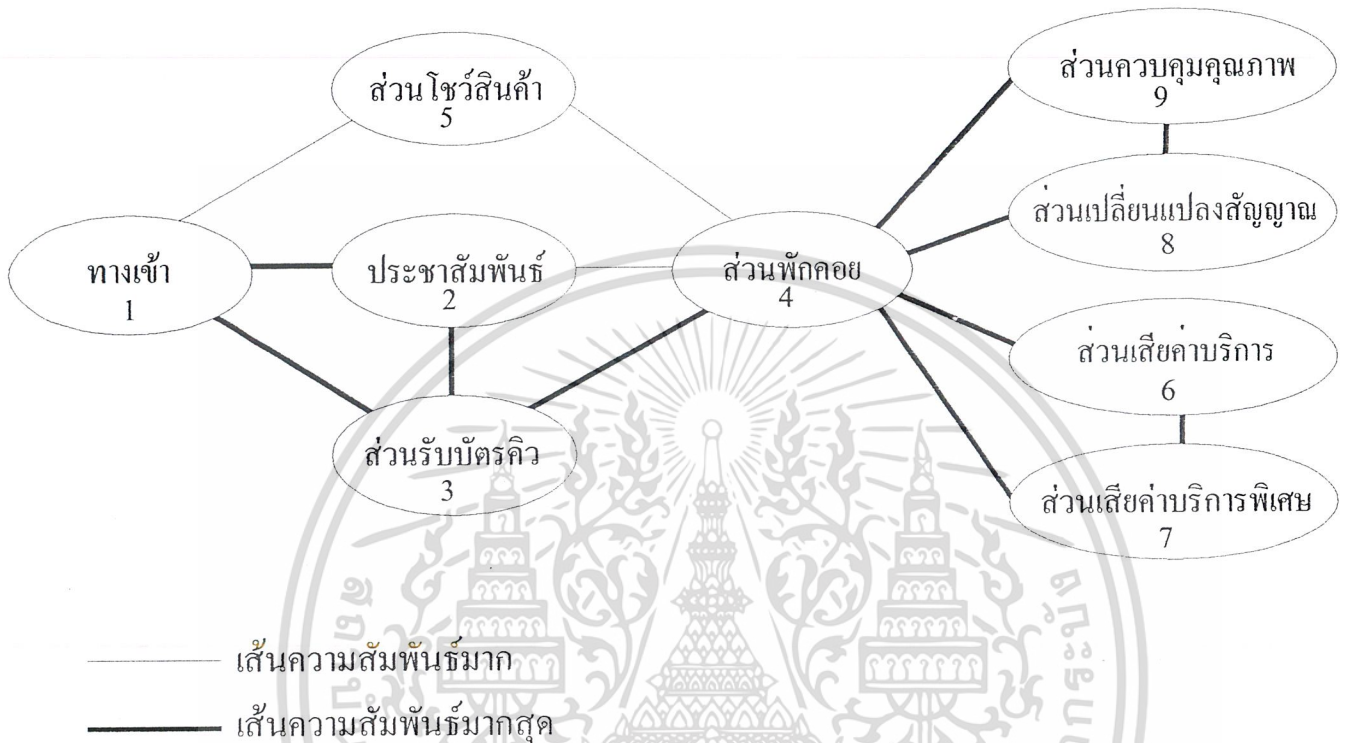 ส่วนโชว์สินค้า
5
ส่วนควบคุมคุณภาพ
9
ส่วนเปลี่ยนแปลงสัญญาณ
8
ทางเข้า
1
ประชาสัมพันธ์
2
ส่วนพักคอย
4
ส่วนเสียค่าบริการ
6
ส่วนรับบัตรคิว
3
ส่วนเสียค่าบริการพิเศษ
7
เส้นความสัมพันธ์มาก
เส้นความสัมพันธ์มากสุด